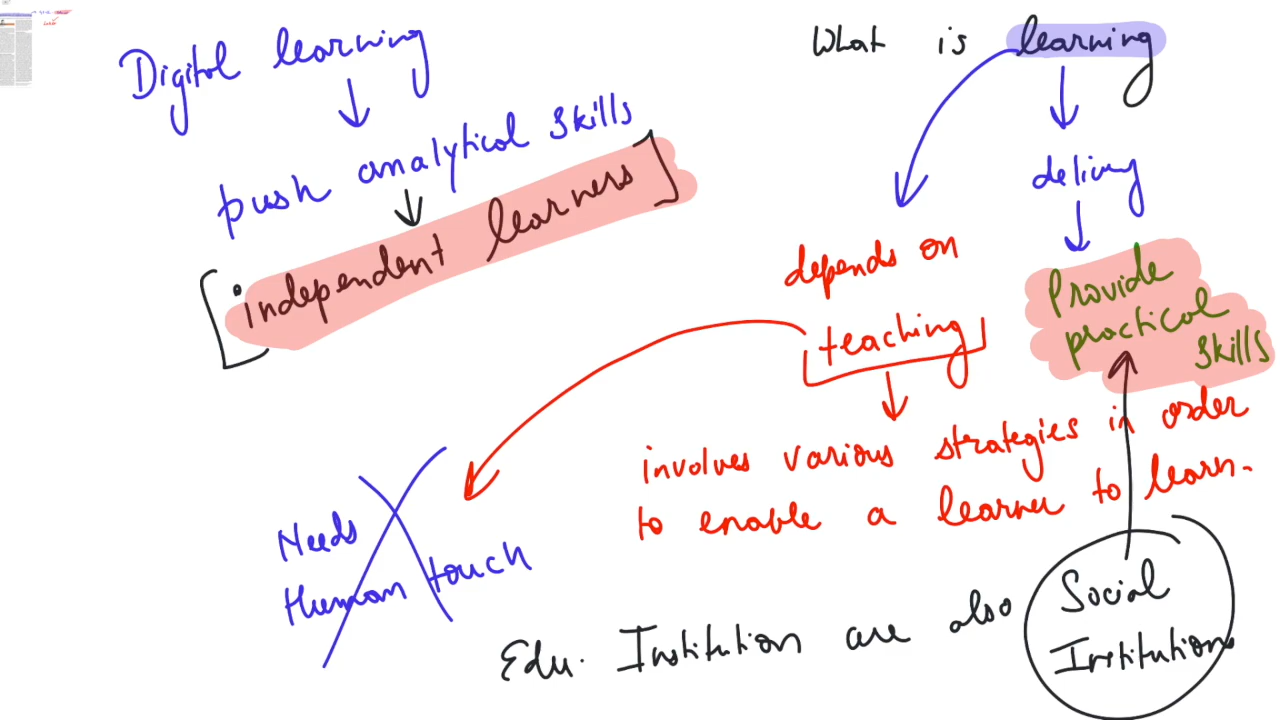 Digital learning
push analytical skills
independent learners
What is learning
depends on
teaching
Provide
practical
skills
involves various strategies in order
to enable a learner to learn.
Needs
Human touch
Edu. Institution are also
Social
Institutions